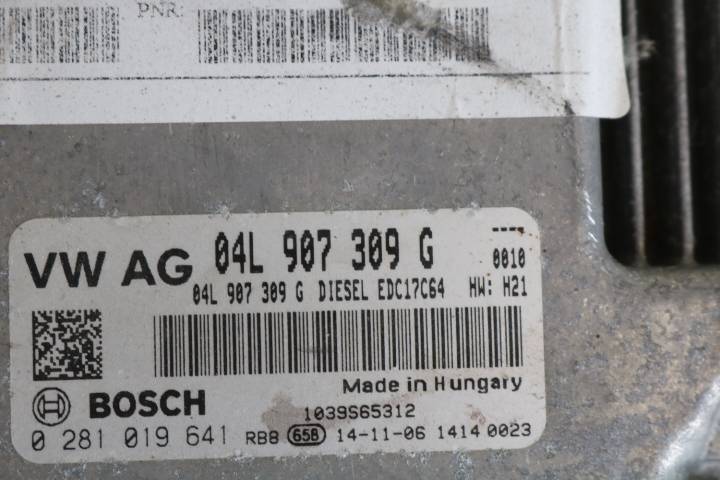 PNR:
VW AG 04L 907 309 G ----
0010
04L 907 309 G DIESEL EDC17C64 HW: H21
Made in Hungary
BOSCH 1039S65312
0 281 019 641 RB8 65B 14-11-06 1414 0023